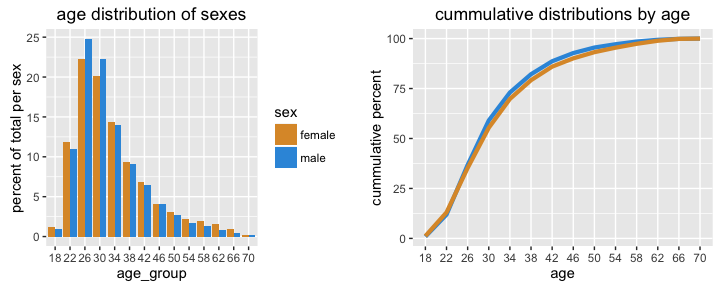 age distribution of sexes
percent of total per sex
25
20
15
10
5
0
18 22 26 30 34 38 42 46 50 54 58 62 66 70
age_group
sex
female
male
cummulative distributions by age
cummulative percent
100
75
50
25
0
18 22 26 30 34 38 42 46 50 54 58 62 66 70
age